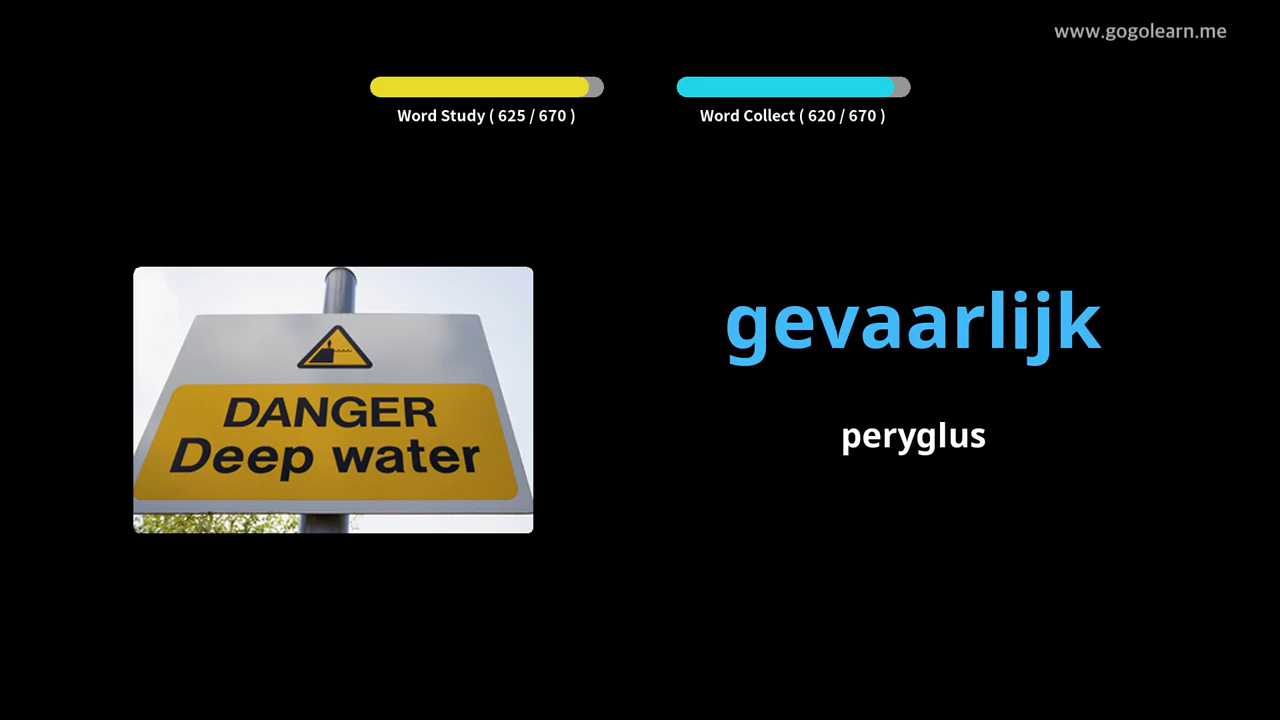 www.gogolearn.me
Word Study ( 625 / 670 )
Word Collect ( 620 / 670 )
DANGER
Deep water
gevaarlijk
peryglus